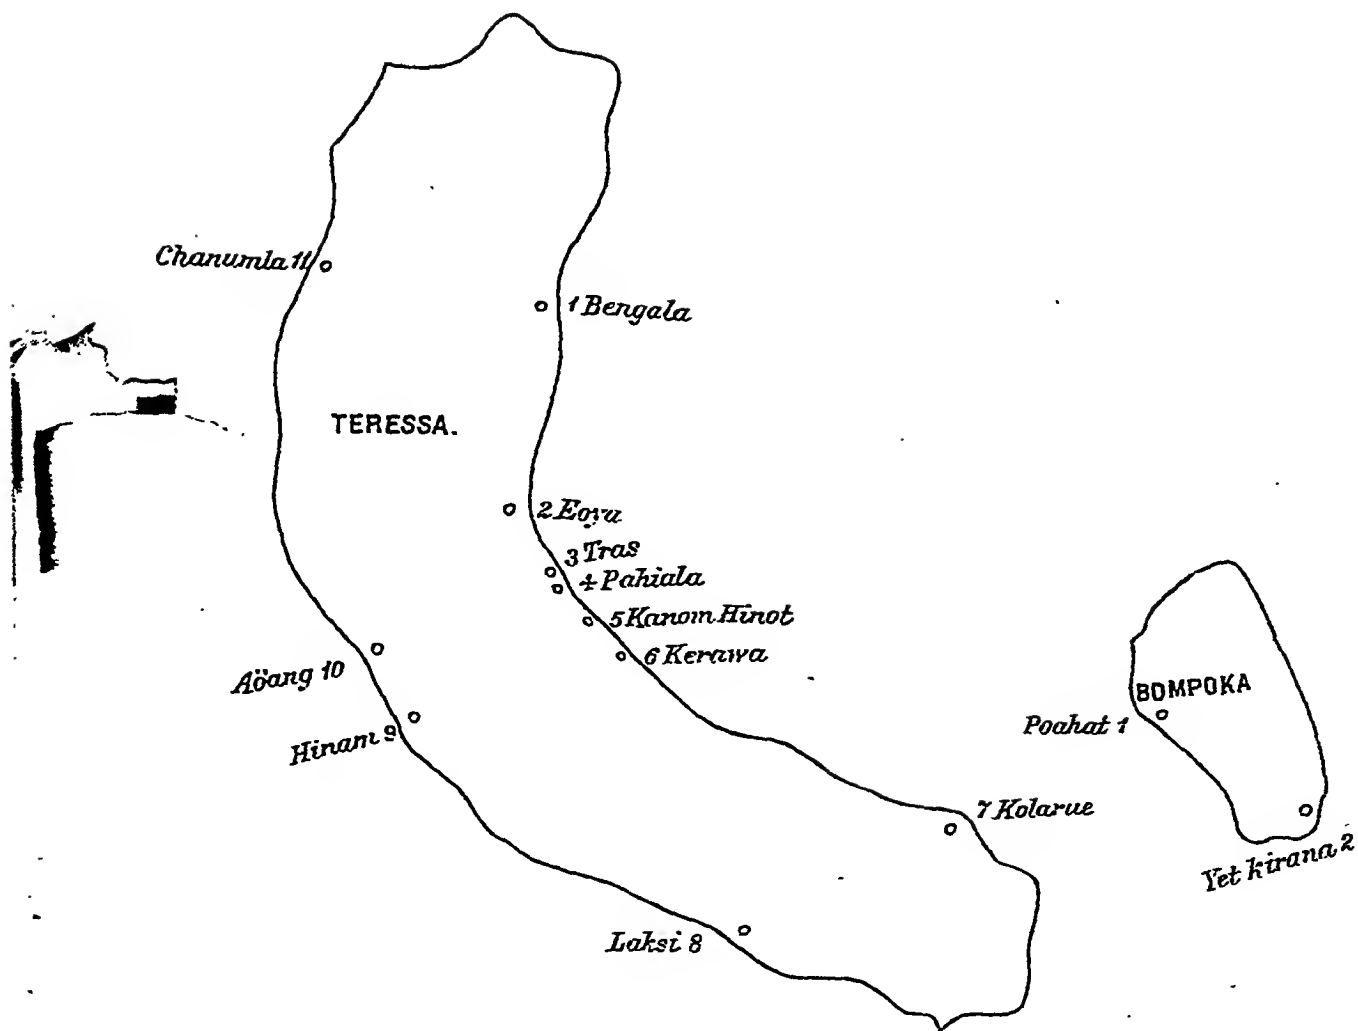 Chanumla 11
1 Bengala
TERESSA.
2 Eoya
3 Tras
4 Pahiala
5 Kanom Hinot
6 Kerawa
Aöang 10
Hinam 9
BOMPOKA
Poahat 1
7 Kolarue
Yet kirana 2
Laksi 8